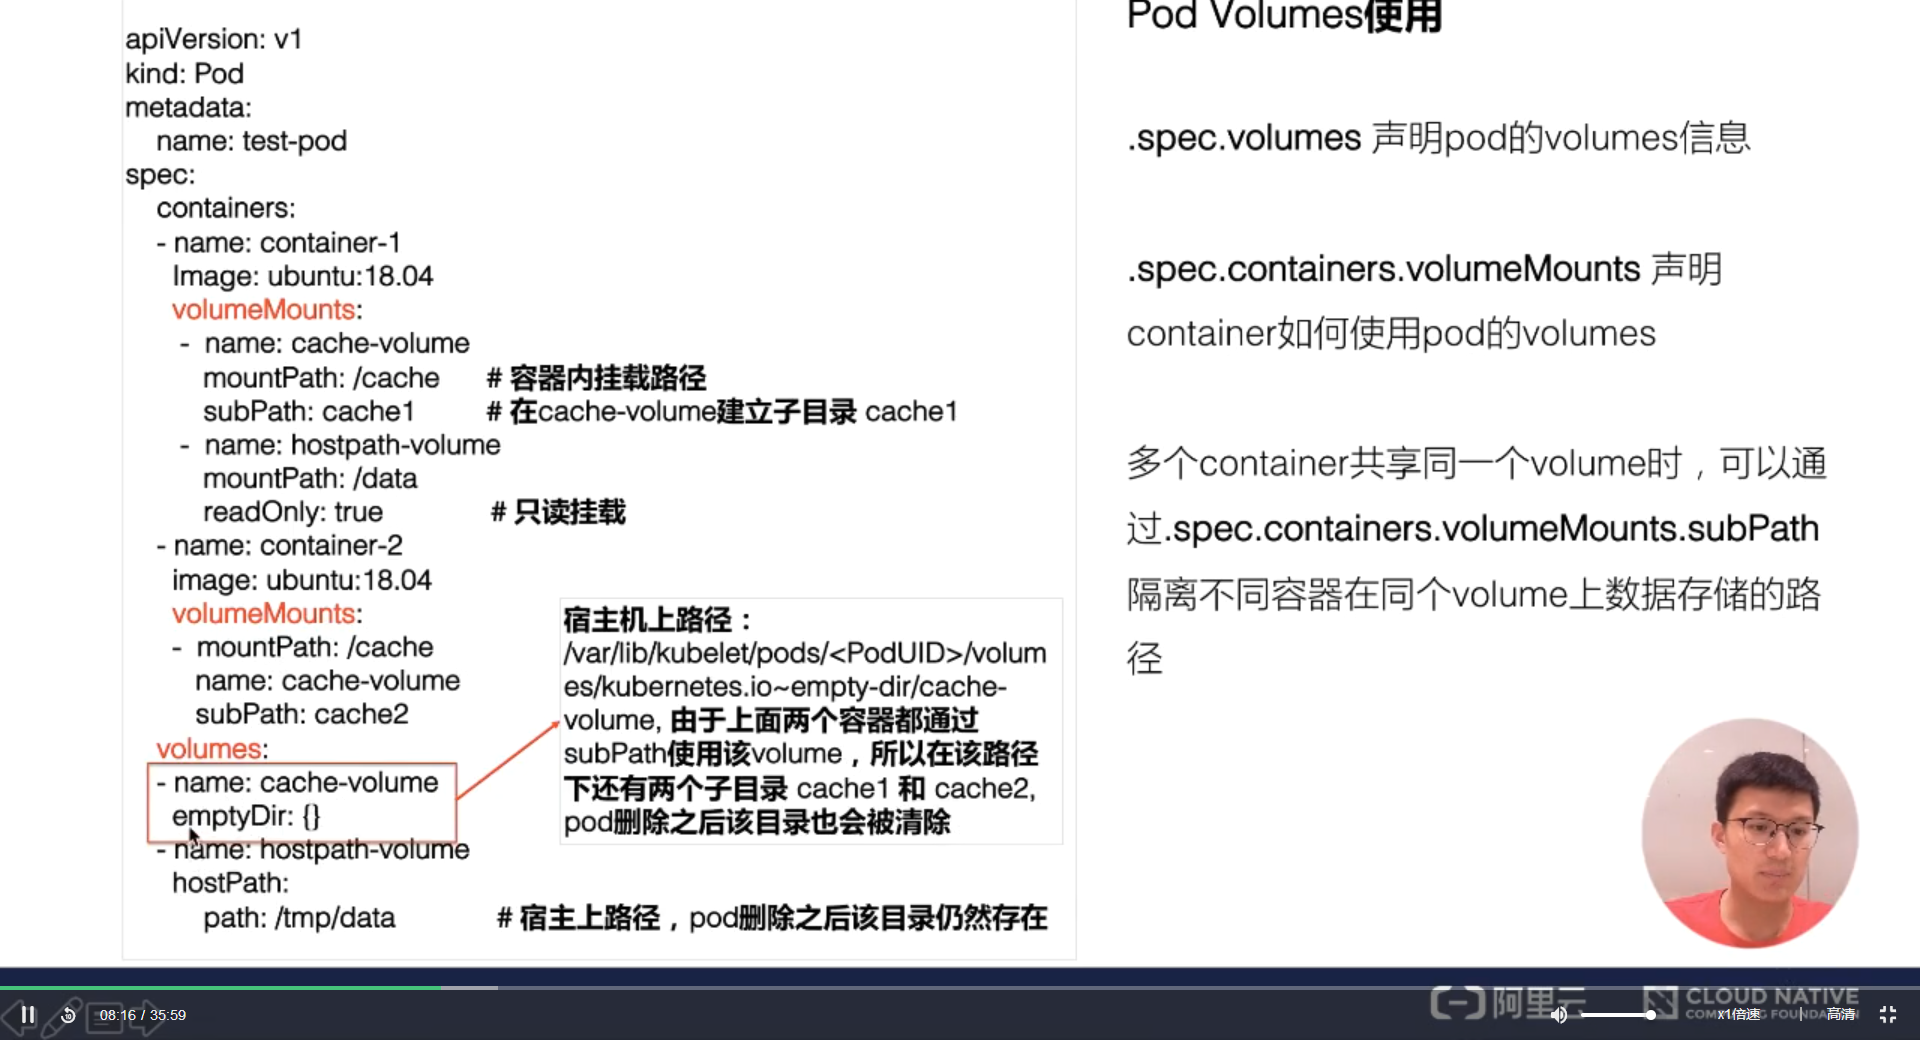 apiVersion: v1
kind: Pod
metadata:
name: test-pod
spec:
containers:
- name: container-1
Image: ubuntu:18.04
volumeMounts:
- name: cache-volume
mountPath: /cache # 容器内挂载路径
subPath: cache1 # 在cache-volume建立子目录 cache1
- name: hostpath-volume
mountPath: /data
readOnly: true # 只读挂载
- name: container-2
image: ubuntu:18.04
volumeMounts:
- mountPath: /cache
name: cache-volume
subPath: cache2
volumes:
- name: cache-volume
emptyDir: {}
- name: hostpath-volume
hostPath:
path: /tmp/data # 宿主上路径，pod删除之后该目录仍然存在
宿主机上路径：
/var/lib/kubelet/pods/<PodUID>/volum
es/kubernetes.io~empty-dir/cache-
volume, 由于上面两个容器都通过
subPath使用该volume，所以在该路径
下还有两个子目录 cache1 和 cache2,
pod删除之后该目录也会被清除
Pod Volumes使用
.spec.volumes 声明pod的volumes信息
.spec.containers.volumeMounts 声明
container如何使用pod的volumes
多个container共享同一个volume时，可以通
过.spec.containers.volumeMounts.subPath
隔离不同容器在同个volume上数据存储的路
径
10
08:16 / 35:59
阿里云
CLOUD NATIVE
x1倍速
高清